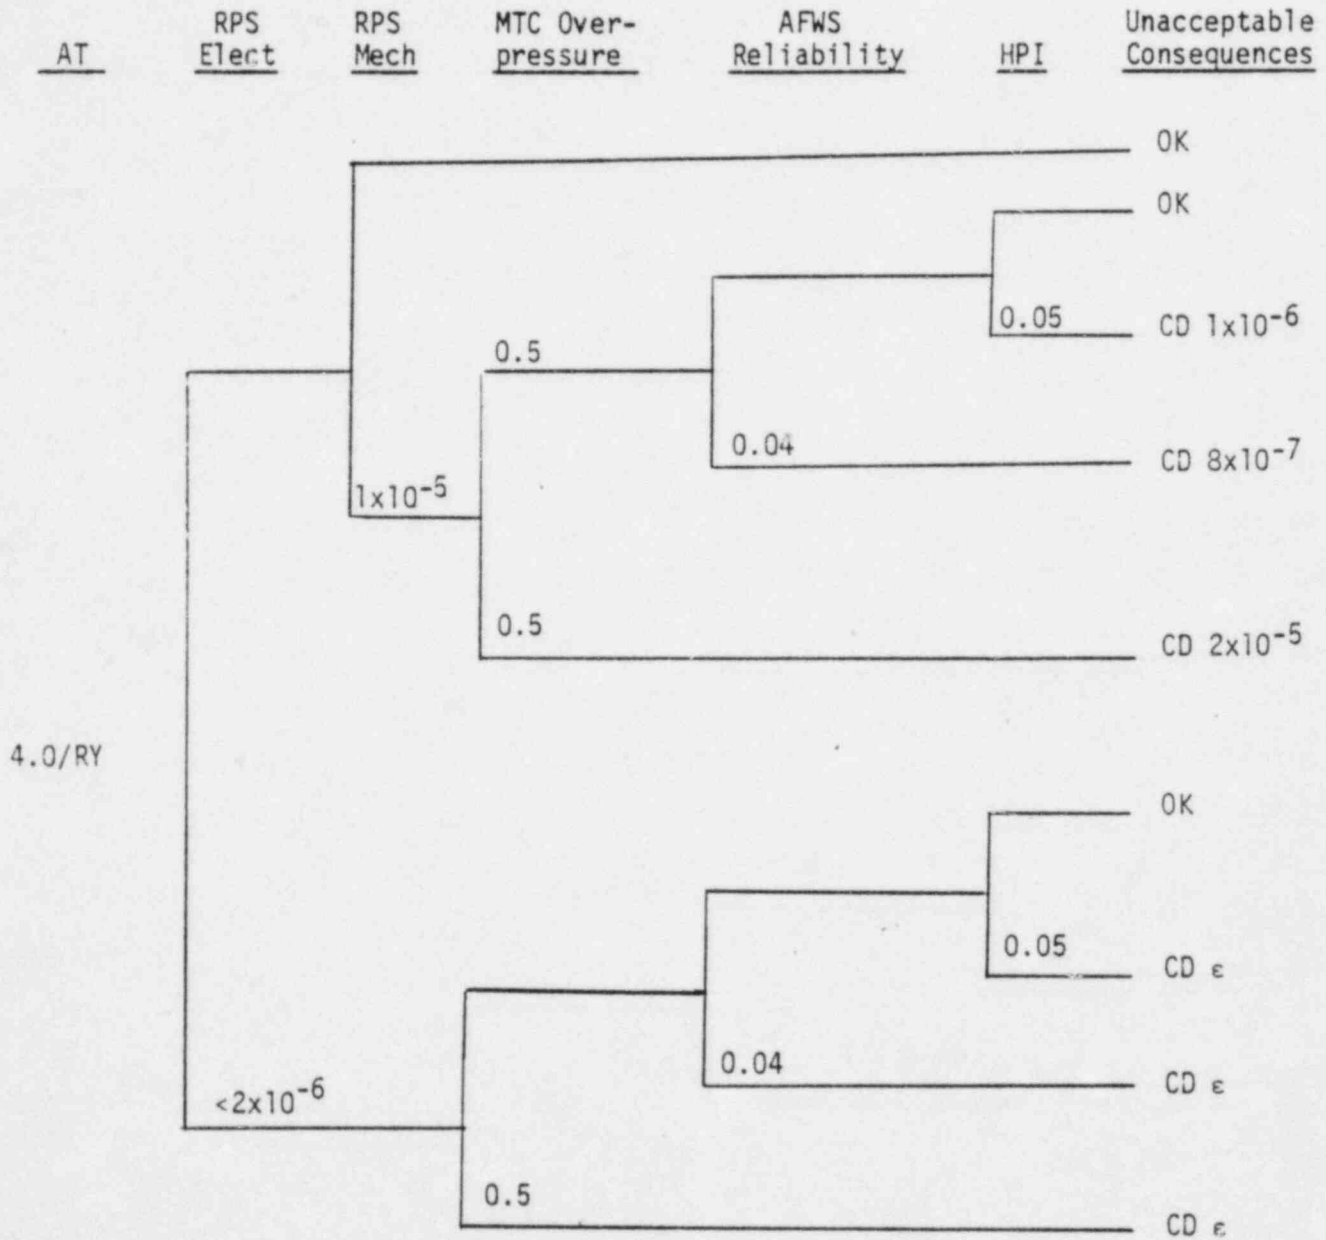 AT
RPS Elect
RPS Mech
MTC Over-pressure
AFWS Reliability
HPI
Unacceptable Consequences
OK
OK
0.05
CD 1x10⁻⁶
0.5
0.04
CD 8x10⁻⁷
1x10⁻⁵
0.5
CD 2x10⁻⁵
4.0/RY
OK
0.05
CD ε
0.04
CD ε
<2x10⁻⁶
0.5
CD ε